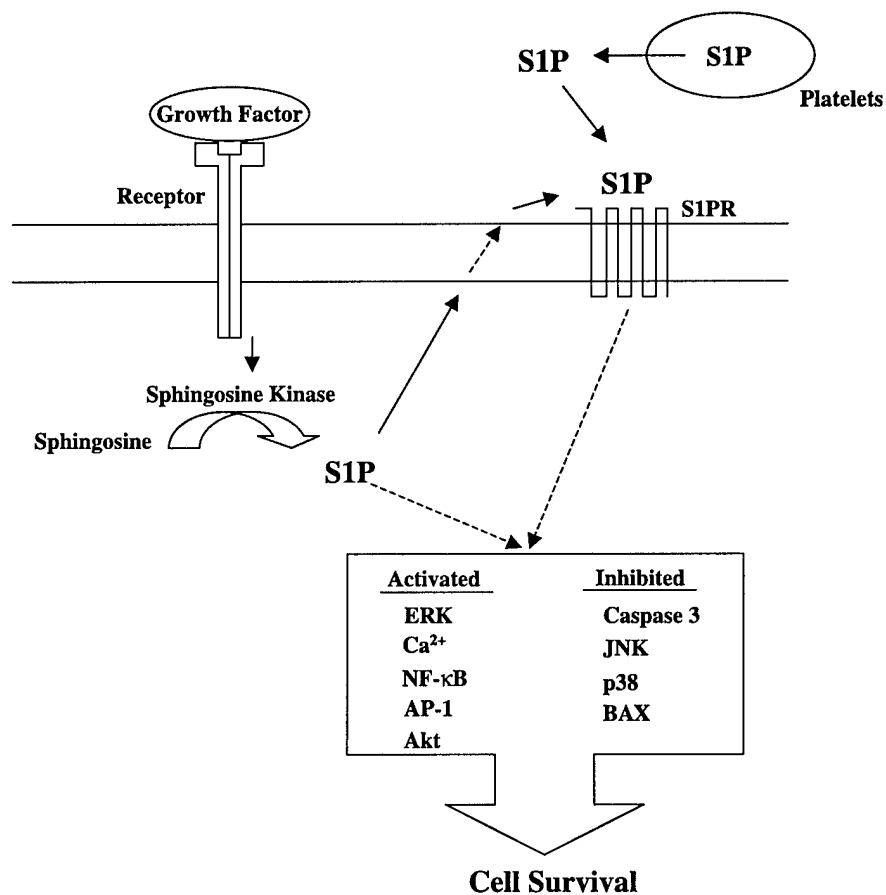 S1P
S1P
Platelets
Growth Factor
S1P
Receptor
S1PR
Sphingosine Kinase
Sphingosine
S1P
Activated
ERK
Ca²⁺
NF-κB
AP-1
Akt
Inhibited
Caspase 3
JNK
p38
BAX
Cell Survival